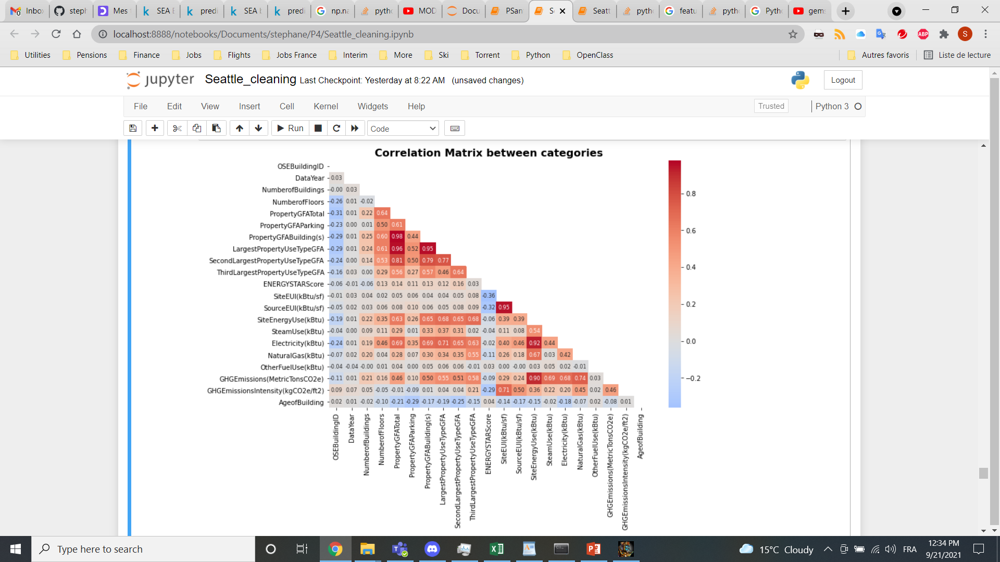 Inbo steph Mes SEA E predi SEA b predi np.na pytho MOD Docu PSan S Seatt pytho featu pyth Pytho gem
localhost:8888/notebooks/Documents/stephane/P4/Seattle_cleaning.ipynb
ABP S
Utilities Pensions Finance Jobs Flights Jobs France Interim More Ski Torrent Python OpenClass Autres favoris Liste de lecture
jupyter Seattle_cleaning Last Checkpoint: Yesterday at 8:22 AM (unsaved changes) Logout
File Edit View Insert Cell Kernel Widgets Help Trusted Python 3
Run Code
Correlation Matrix between categories
OSEBuildingID
DataYear 0.03
NumberofBuildings -0.00 0.03
NumberofFloors -0.26 0.01 -0.02
PropertyGFATotal -0.31 0.01 0.22 0.64
PropertyGFAParking -0.23 0.00 0.01 0.50 0.61
PropertyGFABuilding(s) -0.29 0.01 0.25 0.60 0.98 0.44
LargestPropertyUseTypeGFA -0.29 0.01 0.24 0.61 0.96 0.52 0.95
SecondLargestPropertyUseTypeGFA -0.24 0.00 0.14 0.53 0.81 0.50 0.79 0.77
ThirdLargestPropertyUseTypeGFA -0.16 0.03 0.00 0.29 0.56 0.27 0.57 0.46 0.64
ENERGYSTARScore -0.06 -0.01 -0.06 0.13 0.14 0.11 0.13 0.12 0.16 0.03
SiteEUI(kBtu/sf) -0.01 0.03 0.04 0.02 0.05 0.06 0.04 0.04 0.05 0.08 -0.36
SourceEUI(kBtu/sf) -0.05 0.02 0.03 0.06 0.08 0.10 0.06 0.05 0.08 0.09 -0.32 0.95
SiteEnergyUse(kBtu) -0.19 0.01 0.22 0.35 0.63 0.26 0.65 0.68 0.65 0.68 -0.06 0.39 0.39
SteamUse(kBtu) -0.04 0.00 0.09 0.11 0.29 0.01 0.33 0.37 0.31 0.02 -0.04 0.11 0.08 0.54
Electricity(kBtu) -0.24 0.01 0.19 0.46 0.69 0.35 0.69 0.71 0.65 0.63 -0.02 0.40 0.46 0.92 0.44
NaturalGas(kBtu) -0.07 0.02 0.20 0.04 0.28 0.07 0.30 0.34 0.35 0.55 -0.11 0.26 0.18 0.67 0.03 0.42
OtherFuelUse(kBtu) -0.04 -0.04 -0.00 0.01 0.04 0.00 0.05 0.06 0.06 -0.01 0.03 0.00 -0.00 0.03 0.05 0.02 -0.01
GHGEmissions(MetricTonsCO2e) -0.11 0.01 0.21 0.16 0.46 0.10 0.50 0.55 0.51 0.58 -0.09 0.29 0.24 0.90 0.69 0.68 0.74 0.03
GHGEmissionsIntensity(kgCO2e/ft2) 0.09 0.07 0.05 -0.05 -0.01 -0.09 0.01 0.04 0.04 0.21 -0.29 0.71 0.50 0.36 0.22 0.20 0.45 0.02 0.46
AgeofBuilding 0.02 0.01 -0.02 -0.10 -0.21 -0.29 -0.17 -0.19 -0.25 -0.15 0.04 -0.14 -0.17 -0.15 -0.02 -0.18 -0.07 0.02 -0.08 0.01
0.8
0.6
0.4
0.2
0.0
−0.2
OSEBuildingID
DataYear
NumberofBuildings
NumberofFloors
PropertyGFATotal
PropertyGFAParking
PropertyGFABuilding(s)
LargestPropertyUseTypeGFA
SecondLargestPropertyUseTypeGFA
ThirdLargestPropertyUseTypeGFA
ENERGYSTARScore
SiteEUI(kBtu/sf)
SourceEUI(kBtu/sf)
SiteEnergyUse(kBtu)
SteamUse(kBtu)
Electricity(kBtu)
NaturalGas(kBtu)
OtherFuelUse(kBtu)
GHGEmissions(MetricTonsCO2e)
GHGEmissionsIntensity(kgCO2e/ft2)
AgeofBuilding
Type here to search 15°C Cloudy FRA 12:34 PM
9/21/2021